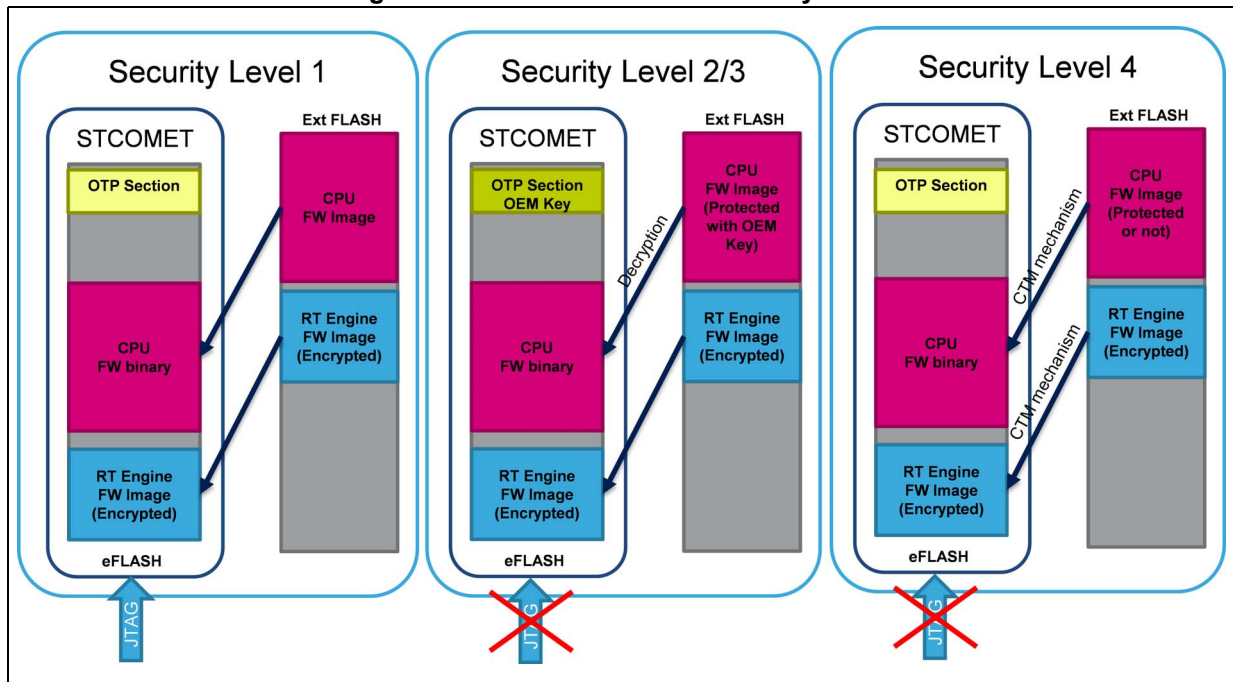 Security Level 1
STCOMET
OTP Section
CPU
FW binary
RT Engine
FW Image
(Encrypted)
eFLASH
JTAG
Ext FLASH
CPU
FW Image
RT Engine
FW Image
(Encrypted)
Security Level 2/3
STCOMET
OTP Section
OEM Key
CPU
FW binary
RT Engine
FW Image
(Encrypted)
eFLASH
JTAG
Decryption
Ext FLASH
CPU
FW Image
(Protected
with OEM
Key)
RT Engine
FW Image
(Encrypted)
Security Level 4
STCOMET
OTP Section
CPU
FW binary
RT Engine
FW Image
(Encrypted)
eFLASH
JTAG
CTM mechanism
CTM mechanism
Ext FLASH
CPU
FW Image
(Protected
or not)
RT Engine
FW Image
(Encrypted)